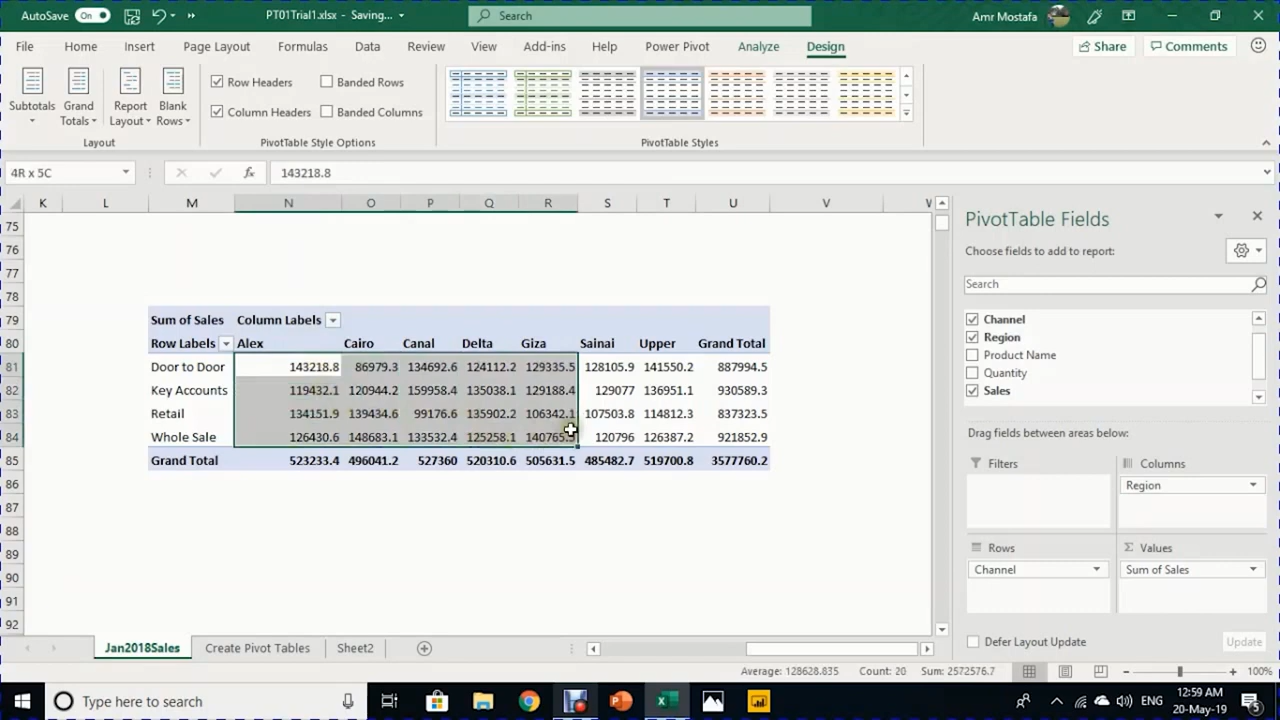 AutoSave On PT01Trial1.xlsx - Saving... Search Amr Mostafa
File Home Insert Page Layout Formulas Data Review View Add-ins Help Power Pivot Analyze Design Share Comments
Subtotals Grand Totals Report Layout Blank Rows
Row Headers Banded Rows
Column Headers Banded Columns
Layout PivotTable Style Options PivotTable Styles
4R x 5C fx 143218.8
K L M N O P Q R S T U V
PivotTable Fields
Choose fields to add to report:
Search
75
76
77
78
79 Sum of Sales Column Labels
80 Row Labels Alex Cairo Canal Delta Giza Sainai Upper Grand Total
81 Door to Door 143218.8 86979.3 134692.6 124112.2 129335.5 128105.9 141550.2 887994.5
82 Key Accounts 119432.1 120944.2 159958.4 135038.1 129188.4 129077 136951.1 930589.3
83 Retail 134151.9 139434.6 99176.6 135902.2 106342.1 107503.8 114812.3 837323.5
84 Whole Sale 126430.6 148683.1 133532.4 125258.1 120796 126387.2 921852.9
85 Grand Total 523233.4 496041.2 527360 520310.6 505631.5 485482.7 519700.8 3577760.2
86
87
88
89
90
91
92
Channel
Region
Product Name
Quantity
Sales
Drag fields between areas below:
Filters Columns
Region
Rows Σ Values
Channel Sum of Sales
Defer Layout Update Update
Jan2018Sales Create Pivot Tables Sheet2
Average: 128628.835 Count: 20 Sum: 2572576.7 100%
Type here to search ENG 12:59 AM
20-May-19 5